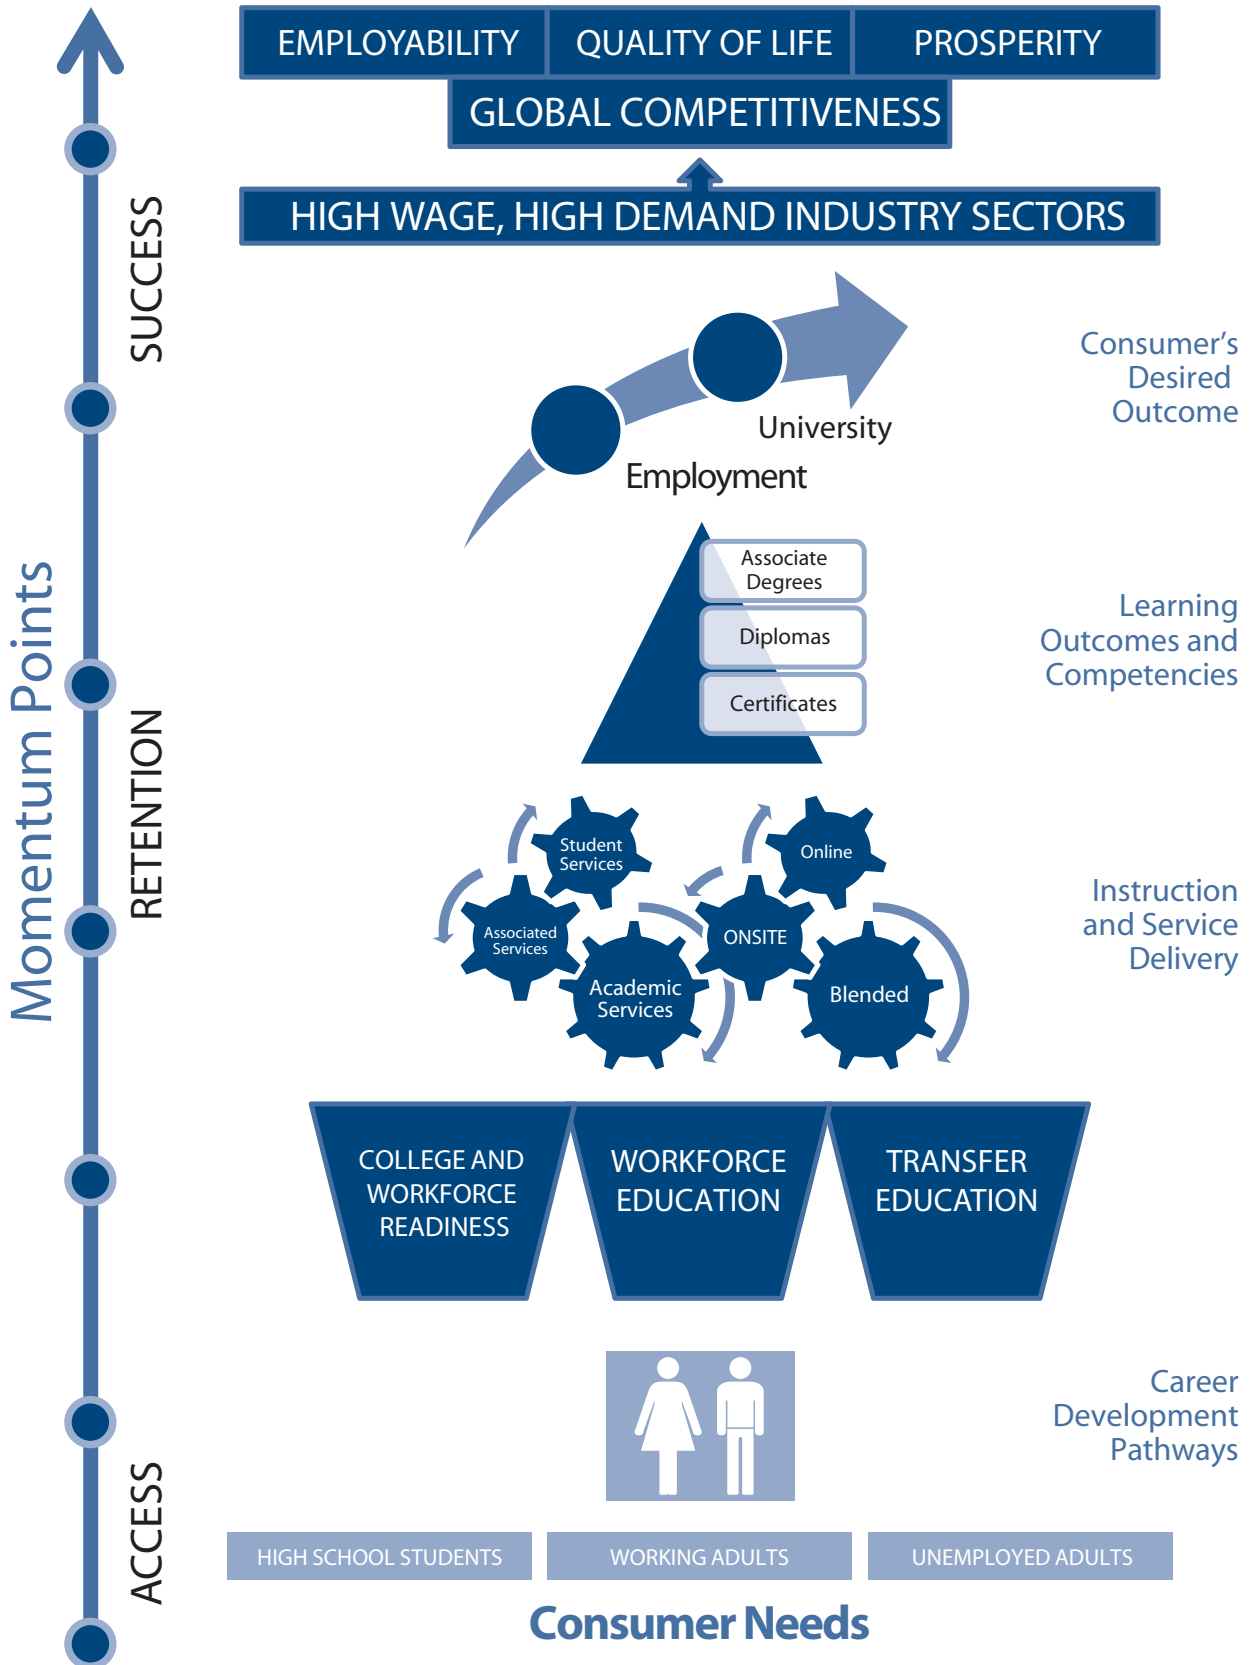 EMPLOYABILITY
QUALITY OF LIFE
PROSPERITY
GLOBAL COMPETITIVENESS
HIGH WAGE, HIGH DEMAND INDUSTRY SECTORS
SUCCESS
Consumer's
Desired
Outcome
University
Employment
Associate
Degrees
Diplomas
Certificates
Learning
Outcomes and
Competencies
Momentum Points
RETENTION
Student
Services
Online
Associated
Services
ONSITE
Academic
Services
Blended
Instruction
and Service
Delivery
COLLEGE AND
WORKFORCE
READINESS
WORKFORCE
EDUCATION
TRANSFER
EDUCATION
Career
Development
Pathways
ACCESS
HIGH SCHOOL STUDENTS
WORKING ADULTS
UNEMPLOYED ADULTS
Consumer Needs